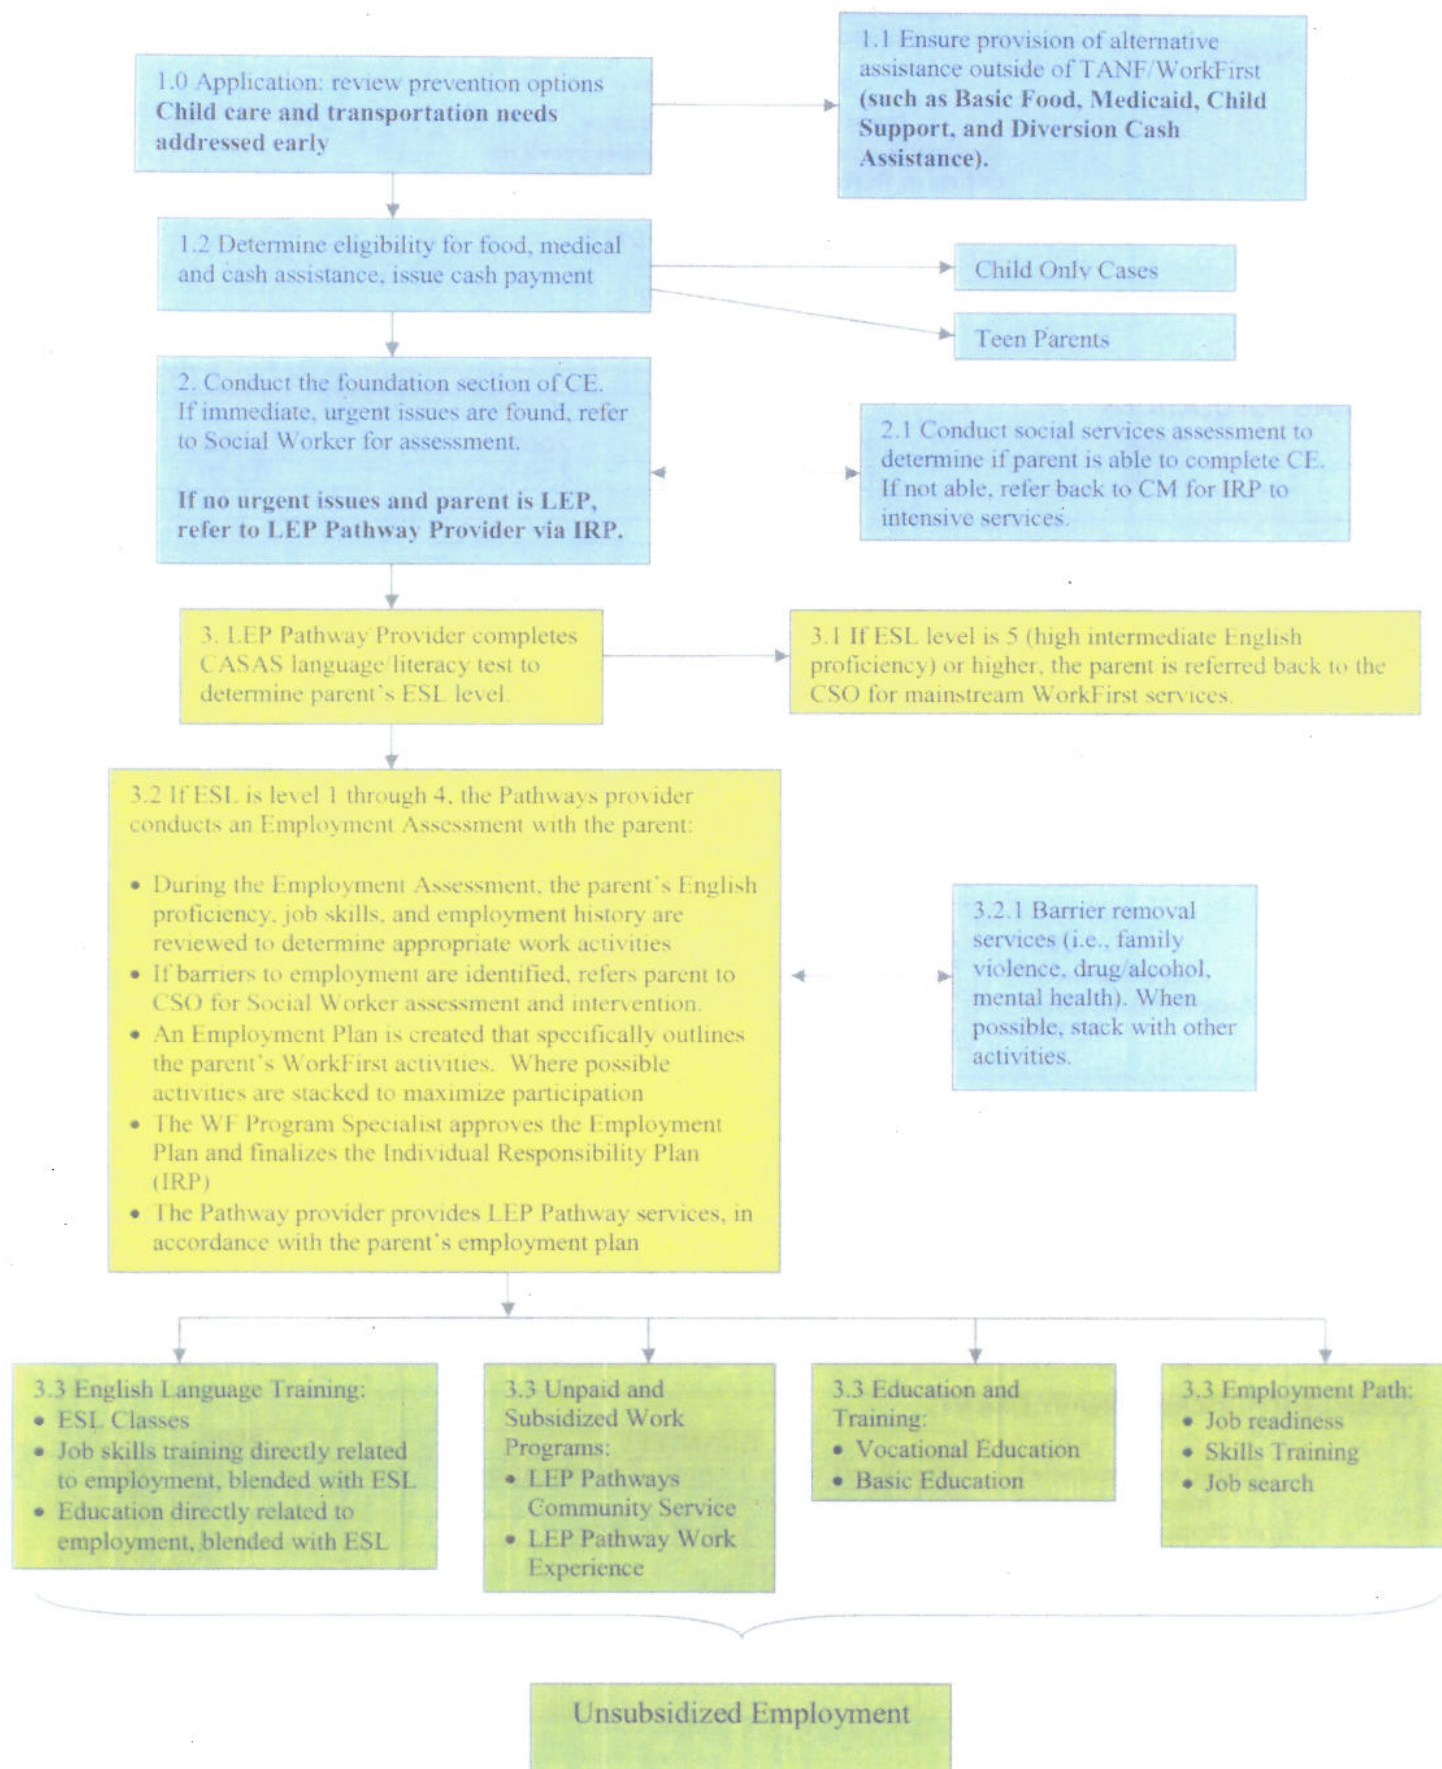 1.0 Application: review prevention options
Child care and transportation needs
addressed early
1.1 Ensure provision of alternative
assistance outside of TANF/WorkFirst
(such as Basic Food, Medicaid, Child
Support, and Diversion Cash
Assistance).
1.2 Determine eligibility for food, medical
and cash assistance, issue cash payment
Child Only Cases
Teen Parents
2. Conduct the foundation section of CE.
If immediate, urgent issues are found, refer
to Social Worker for assessment.
If no urgent issues and parent is LEP,
refer to LEP Pathway Provider via IRP.
2.1 Conduct social services assessment to
determine if parent is able to complete CE.
If not able, refer back to CM for IRP to
intensive services.
3. LEP Pathway Provider completes
CASAS language/literacy test to
determine parent's ESL level.
3.1 If ESL level is 5 (high intermediate English
proficiency) or higher, the parent is referred back to the
CSO for mainstream WorkFirst services.
3.2 If ESL is level 1 through 4, the Pathways provider
conducts an Employment Assessment with the parent:
• During the Employment Assessment, the parent's English
proficiency, job skills, and employment history are
reviewed to determine appropriate work activities
• If barriers to employment are identified, refers parent to
CSO for Social Worker assessment and intervention.
• An Employment Plan is created that specifically outlines
the parent's WorkFirst activities. Where possible
activities are stacked to maximize participation
• The WF Program Specialist approves the Employment
Plan and finalizes the Individual Responsibility Plan
(IRP)
• The Pathway provider provides LEP Pathway services, in
accordance with the parent's employment plan
3.2.1 Barrier removal
services (i.e., family
violence, drug/alcohol,
mental health). When
possible, stack with other
activities.
3.3 English Language Training:
• ESL Classes
• Job skills training directly related
to employment, blended with ESL
• Education directly related to
employment, blended with ESL
3.3 Unpaid and
Subsidized Work
Programs:
• LEP Pathways
Community Service
• LEP Pathway Work
Experience
3.3 Education and
Training:
• Vocational Education
• Basic Education
3.3 Employment Path:
• Job readiness
• Skills Training
• Job search
Unsubsidized Employment